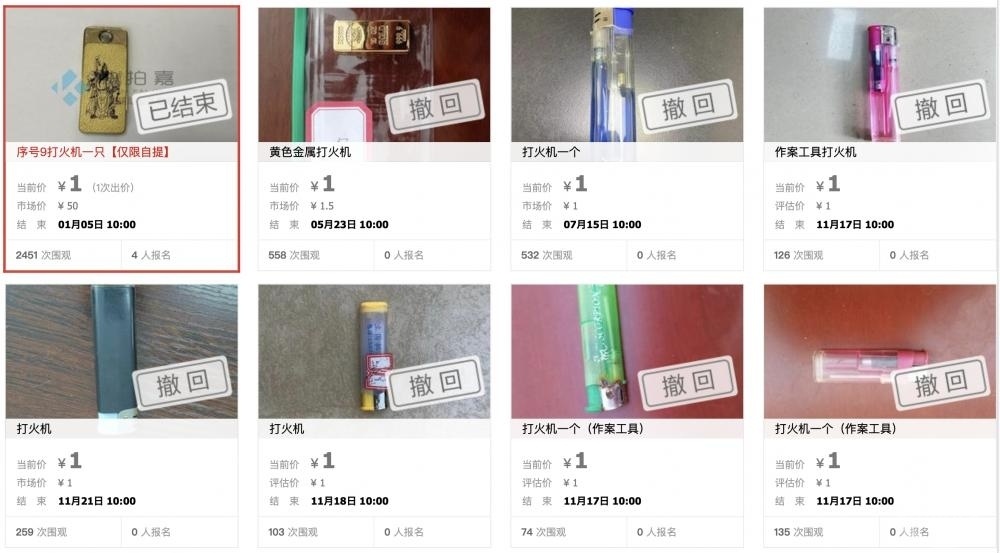 拍嘉
已结束
序号9打火机一只【仅限自提】
当前价 ¥ 1 （1次出价）
市场价 ¥ 50
结 束 01月05日 10:00
2451 次围观 4 人报名
撤回
黄色金属打火机
当前价 ¥ 1
市场价 ¥ 1.5
结 束 05月23日 10:00
558 次围观 0 人报名
撤回
打火机一个
当前价 ¥ 1
市场价 ¥ 1
结 束 07月15日 10:00
532 次围观 0 人报名
撤回
作案工具打火机
当前价 ¥ 1
评估价 ¥ 1
结 束 11月17日 10:00
126 次围观 0 人报名
撤回
打火机
当前价 ¥ 1
市场价 ¥ 1
结 束 11月21日 10:00
259 次围观 0 人报名
撤回
打火机
当前价 ¥ 1
评估价 ¥ 1
结 束 11月18日 10:00
103 次围观 0 人报名
SCORPION
撤回
打火机一个（作案工具）
当前价 ¥ 1
评估价 ¥ 1
结 束 11月17日 10:00
74 次围观 0 人报名
撤回
打火机一个（作案工具）
当前价 ¥ 1
评估价 ¥ 1
结 束 11月17日 10:00
135 次围观 0 人报名